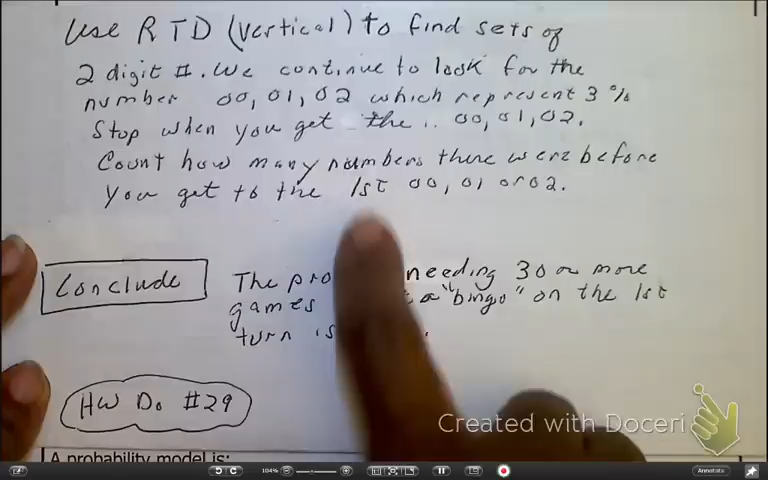 Use RTD (vertical) to find sets of
2 digit #. We continue to look for the
number 00, 01, 02 which represent 3%
Stop when you get the .. 00, 01, 02.
Count how many numbers there were before
you get to the 1st 00, 01 or 02.
Conclude
The pro needing 30 or more
games a "bingo" on the 1st
turn is
HW Do #29
Created with Doceri
A probability model is:
104%
Annotate